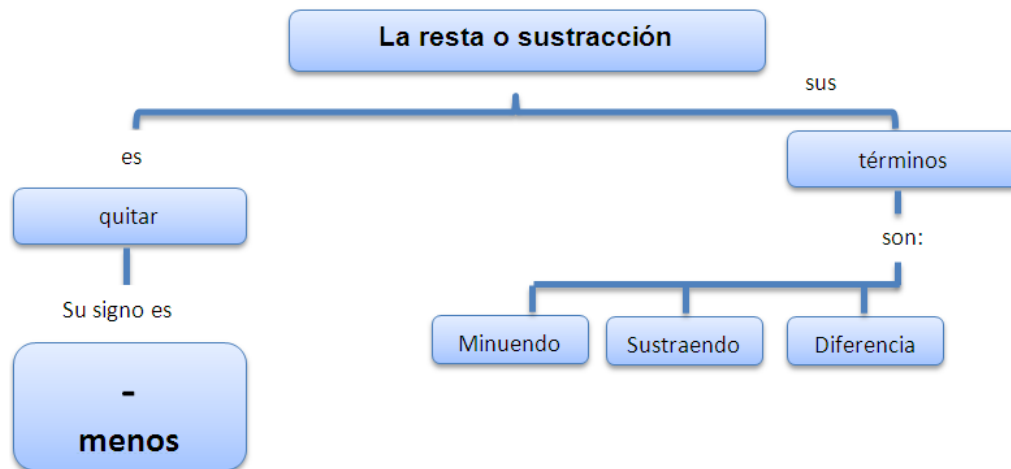 La resta o sustracción
sus
es
términos
quitar
son:
Su signo es
Minuendo
Sustraendo
Diferencia
-
menos